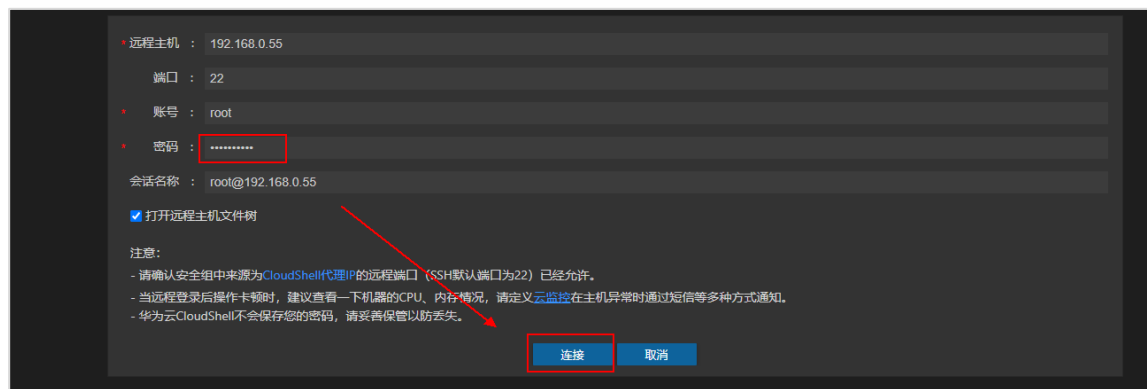 * 远程主机 : 192.168.0.55
端口 : 22
* 账号 : root
* 密码 : ••••••••••
会话名称 : root@192.168.0.55
打开远程主机文件树
注意:
- 请确认安全组中来源为CloudShell代理IP的远程端口（SSH默认端口为22）已经允许。
- 当远程登录后操作卡顿时，建议查看一下机器的CPU、内存情况，请定义云监控在主机异常时通过短信等多种方式通知。
- 华为云CloudShell不会保存您的密码，请妥善保管以防丢失。
连接 取消